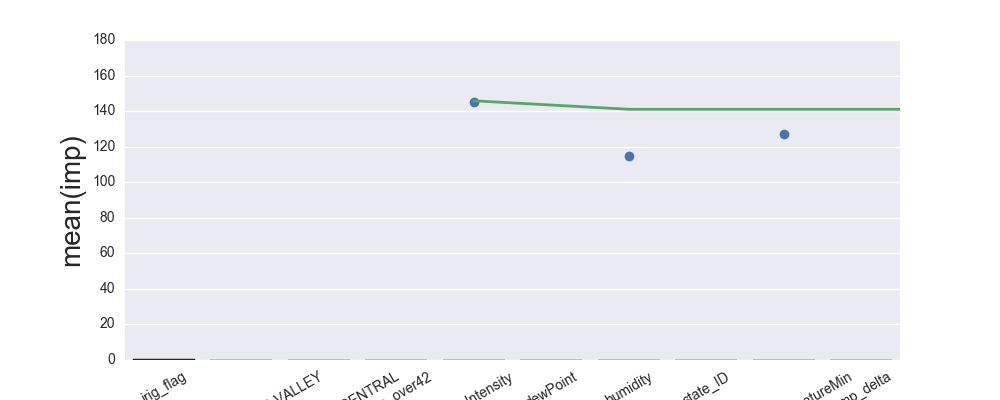 180
160
140
120
100
80
60
40
20
0
mean(imp)
irig_flag
VALLEY
CENTRAL
over42
Intensity
dewPoint
humidity
state_ID
atureMin
mp_delta